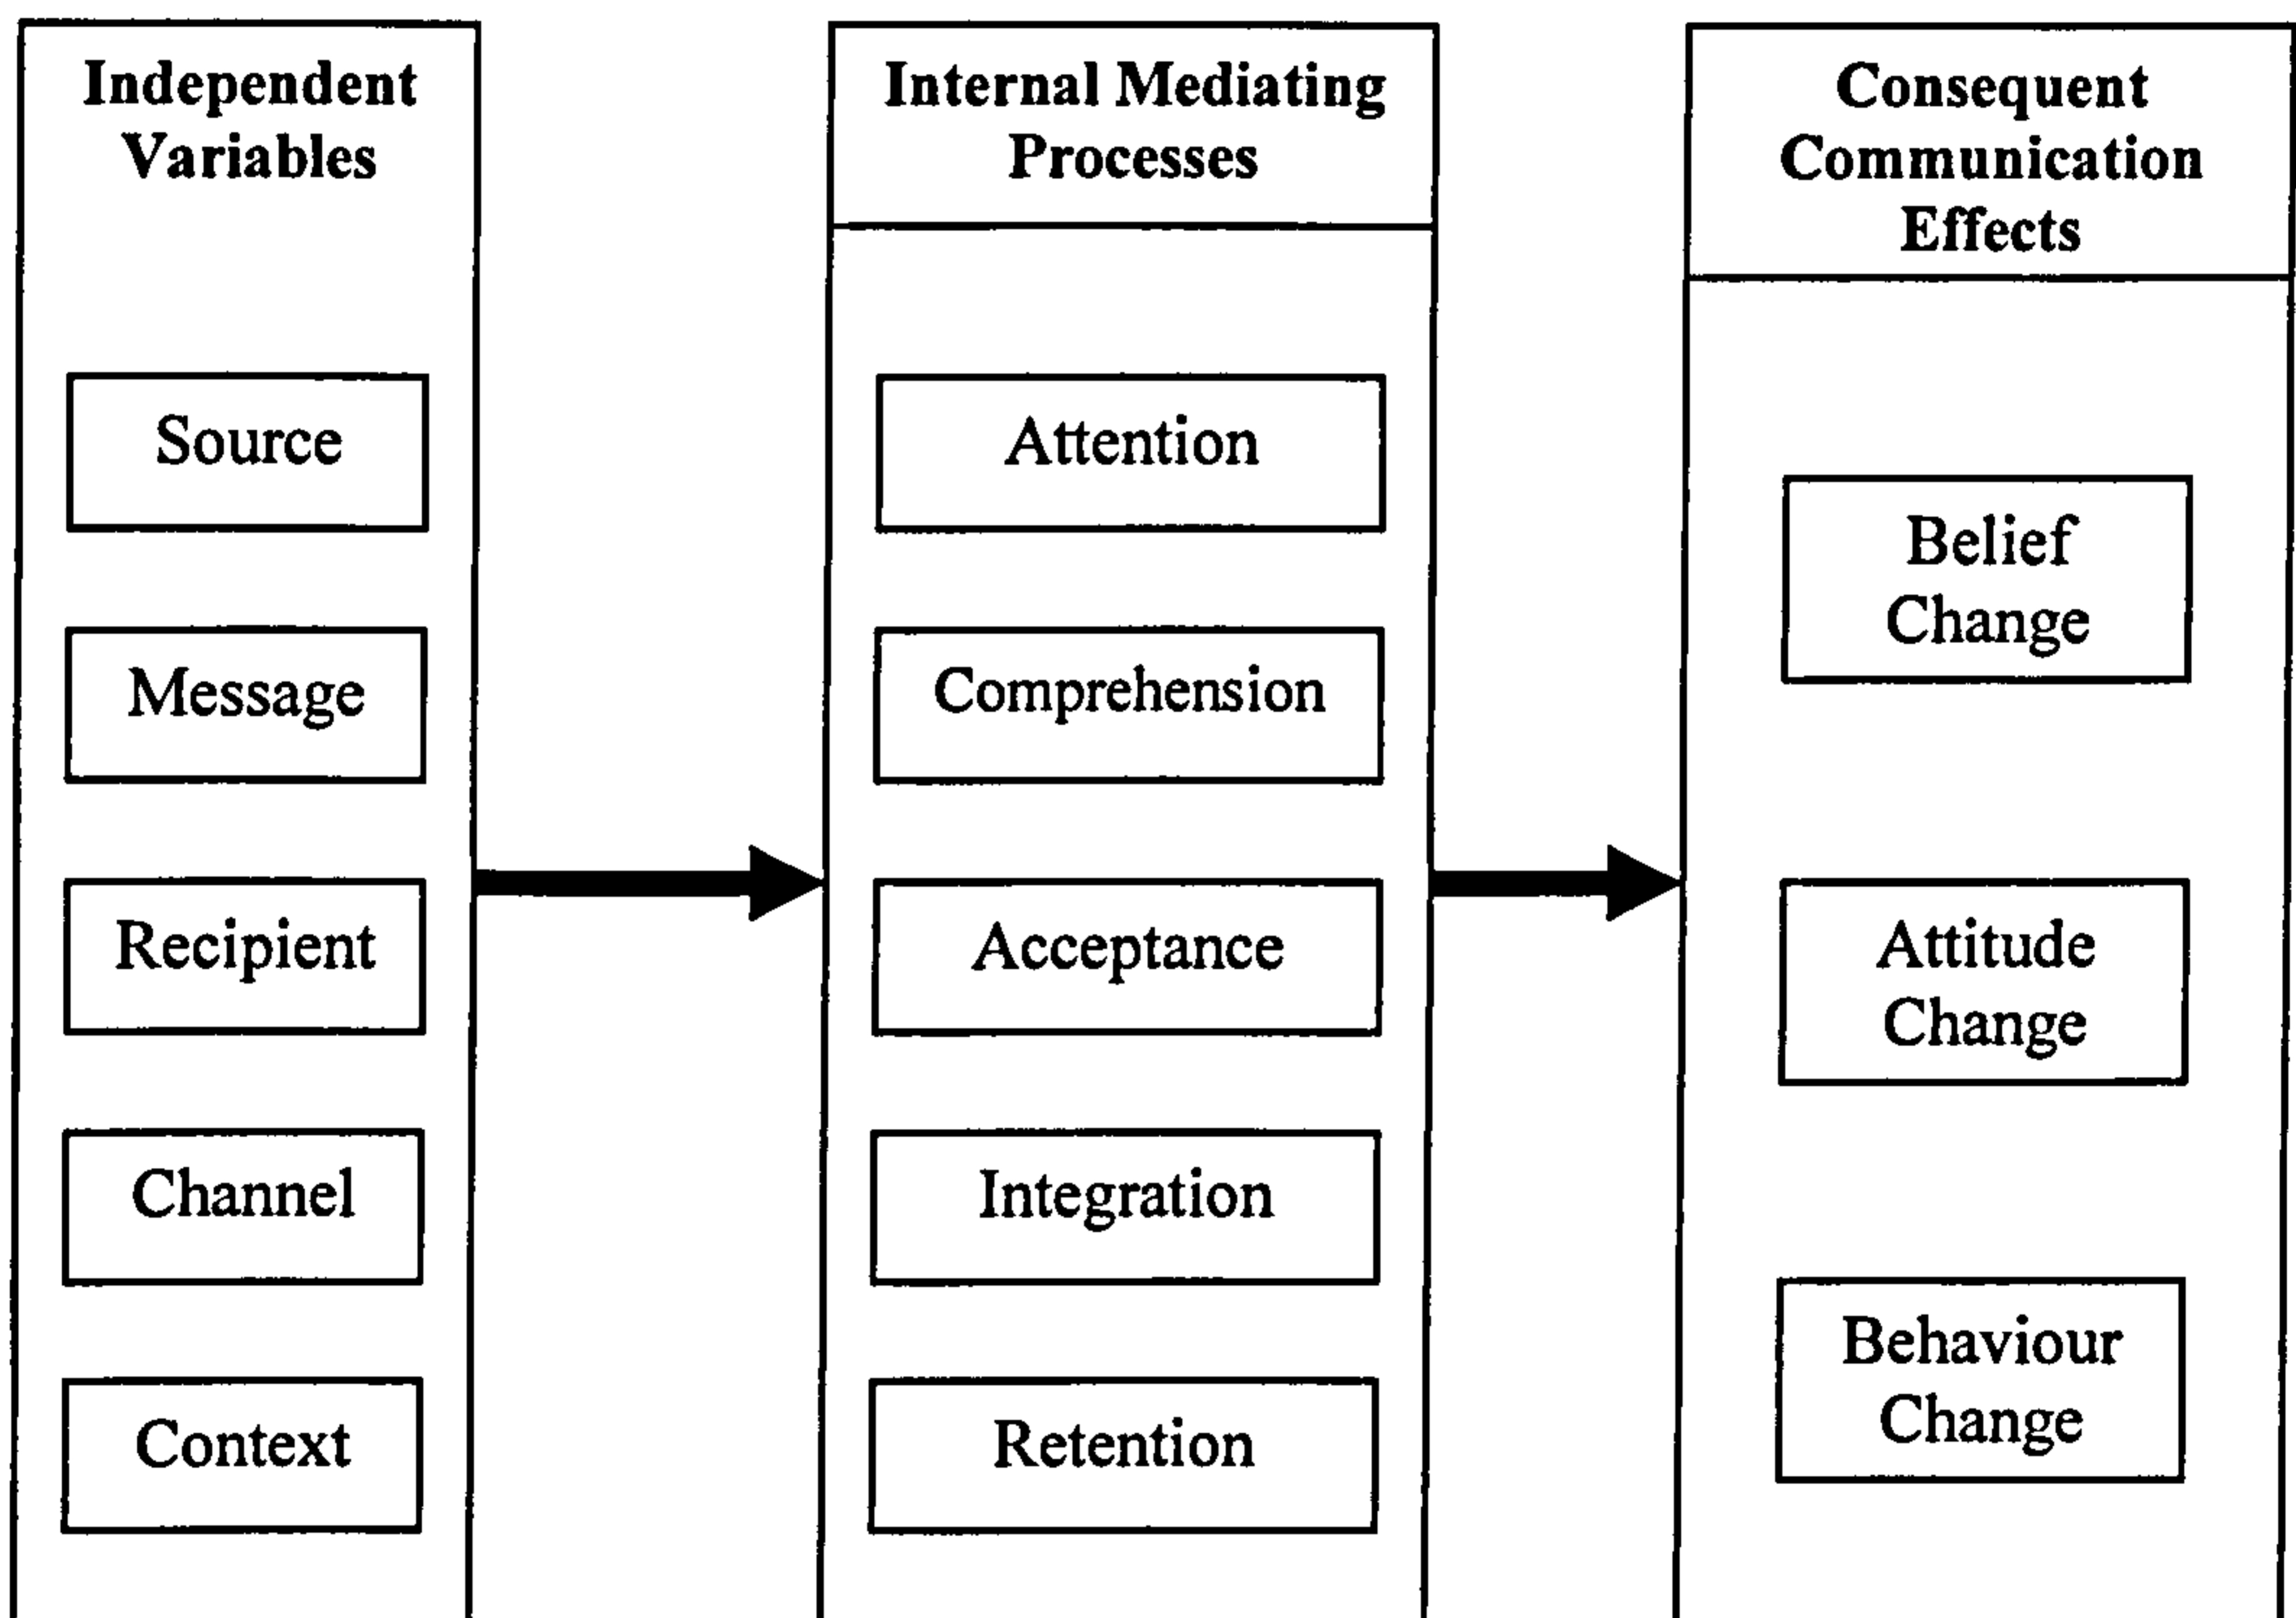 Independent
Variables
Source
Message
Recipient
Channel
Context
Internal Mediating
Processes
Attention
Comprehension
Acceptance
Integration
Retention
Consequent
Communication
Effects
Belief
Change
Attitude
Change
Behaviour
Change